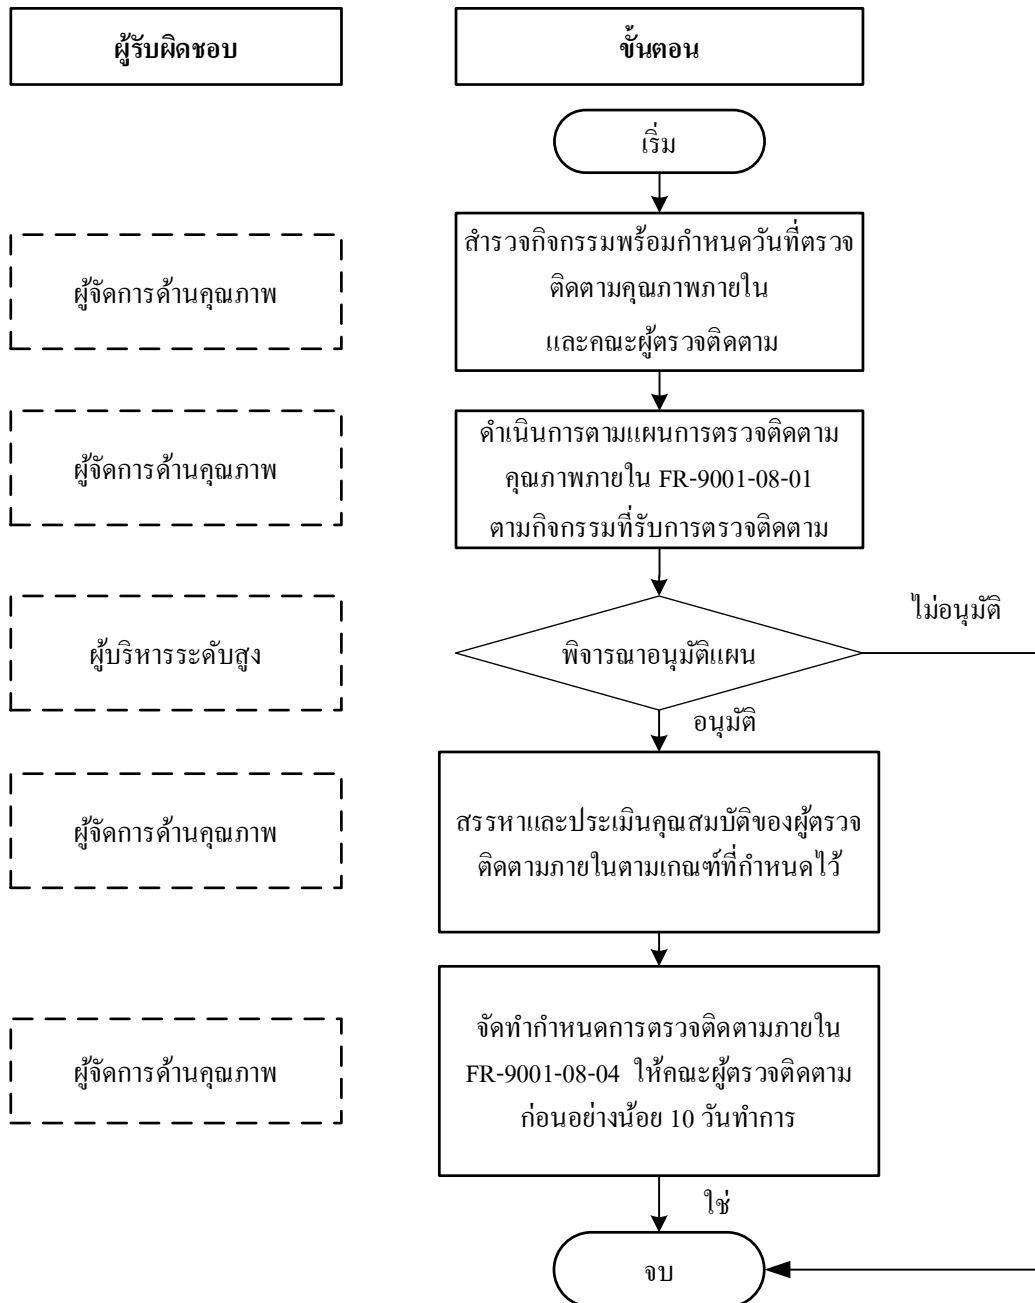 ผู้รับผิดชอบ
ขั้นตอน
เริ่ม
ผู้จัดการด้านคุณภาพ
สำรวจกิจกรรมพร้อมกำหนดวันที่ตรวจ
ติดตามคุณภาพภายใน
และคณะผู้ตรวจติดตาม
ผู้จัดการด้านคุณภาพ
ดำเนินการตามแผนการตรวจติดตาม
คุณภาพภายใน FR-9001-08-01
ตามกิจกรรมที่รับการตรวจติดตาม
ผู้บริหารระดับสูง
พิจารณาอนุมัติแผน
ไม่อนุมัติ
อนุมัติ
ผู้จัดการด้านคุณภาพ
สรรหาและประเมินคุณสมบัติของผู้ตรวจ
ติดตามภายในตามเกณฑ์ที่กำหนดไว้
ผู้จัดการด้านคุณภาพ
จัดทำกำหนดการตรวจติดตามภายใน
FR-9001-08-04 ให้คณะผู้ตรวจติดตาม
ก่อนอย่างน้อย 10 วันทำการ
ใช่
จบ